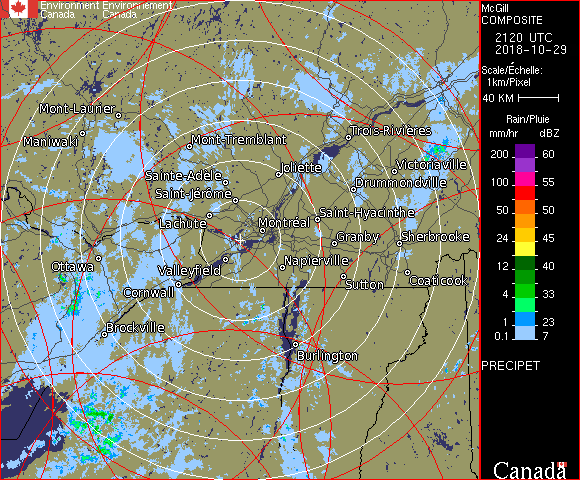 Environment Environnement
Canada Canada
McGill
COMPOSITE
2120 UTC
2018-10-29
Scale/Échelle:
1km/Pixel
40 KM
Rain/Pluie
mm/hr dBZ
200 60
100 55
50 50
24 45
12 40
4 33
1 23
0.1 7
PRECIPET
Mont-Laurier
Maniwaki
Mont-Tremblant
Trois-Rivières
Joliette
Victoriaville
Sainte-Adèle
Drummondville
Saint-Jérome
Saint-Hyacinthe
Lachute
Montréal
Granby
Sherbrooke
Ottawa
Valleyfield
Napierville
Cornwall
Sutton
Coaticook
Brockville
Burlington
Canada